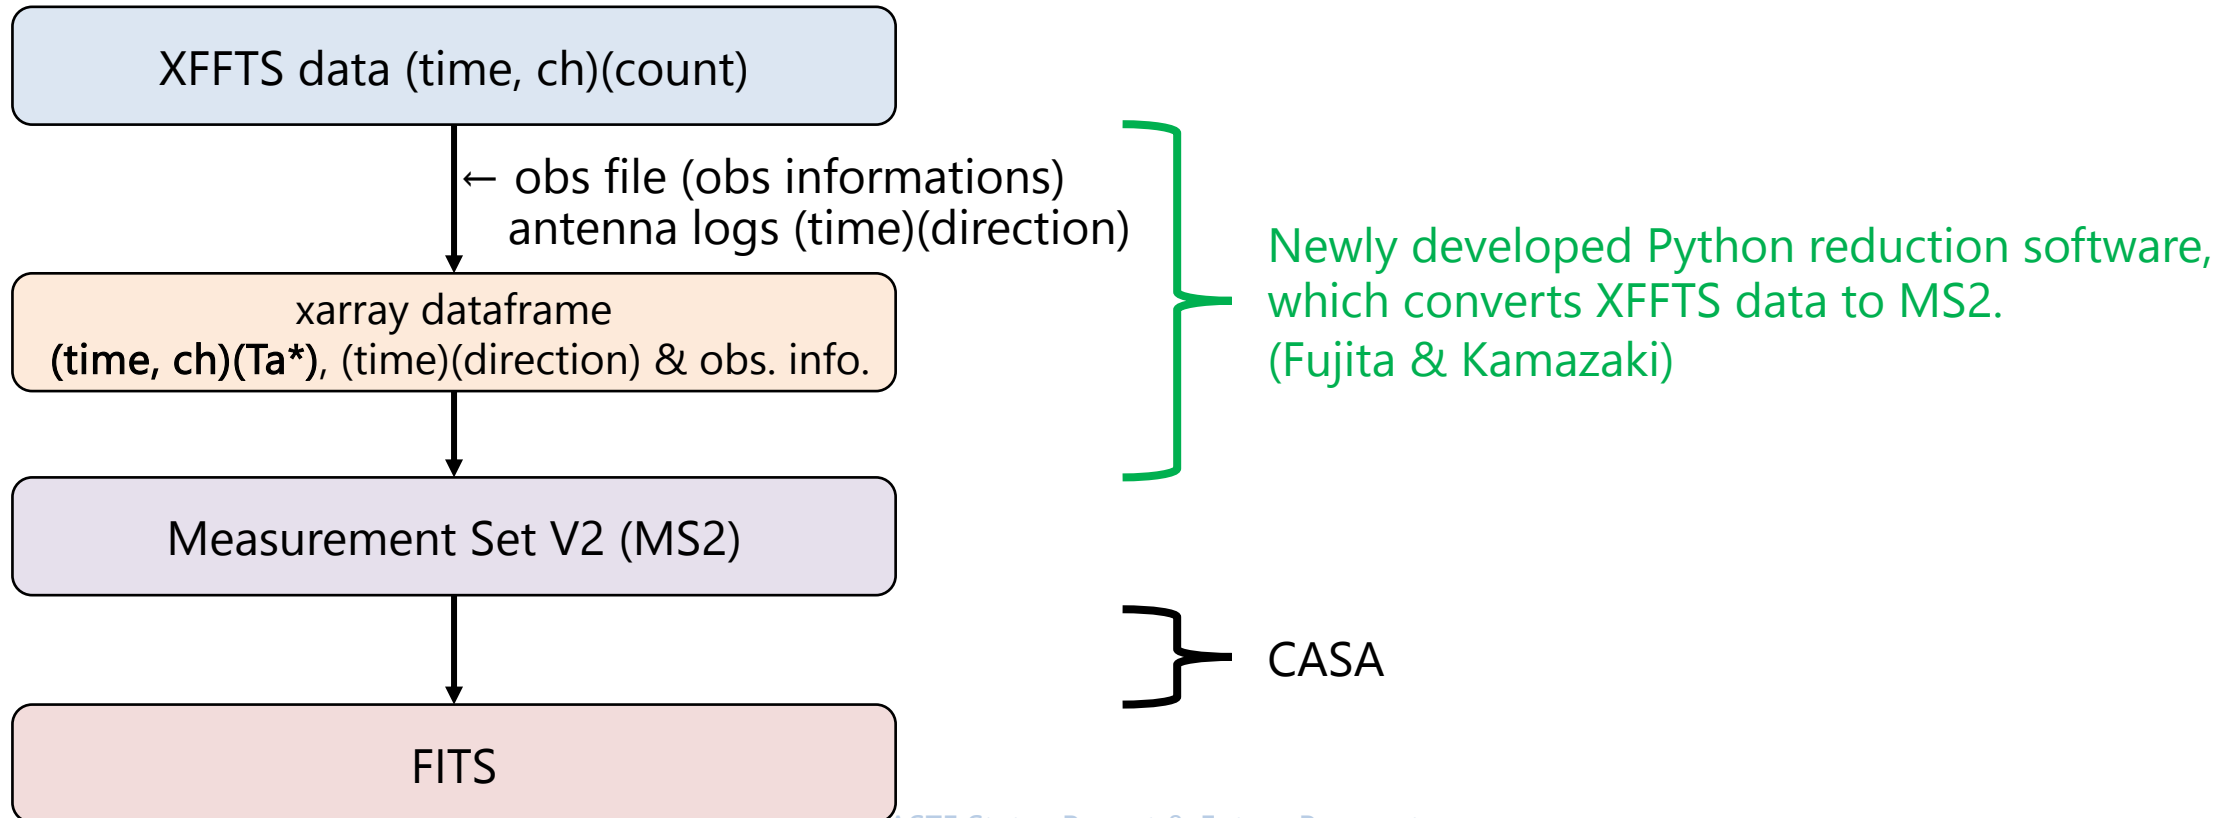 XFFTS data (time, ch)(count)
← obs file (obs informations)
antenna logs (time)(direction)
xarray dataframe
(time, ch)(Ta*), (time)(direction) & obs. info.
Newly developed Python reduction software,
which converts XFFTS data to MS2.
(Fujita & Kamazaki)
Measurement Set V2 (MS2)
CASA
FITS